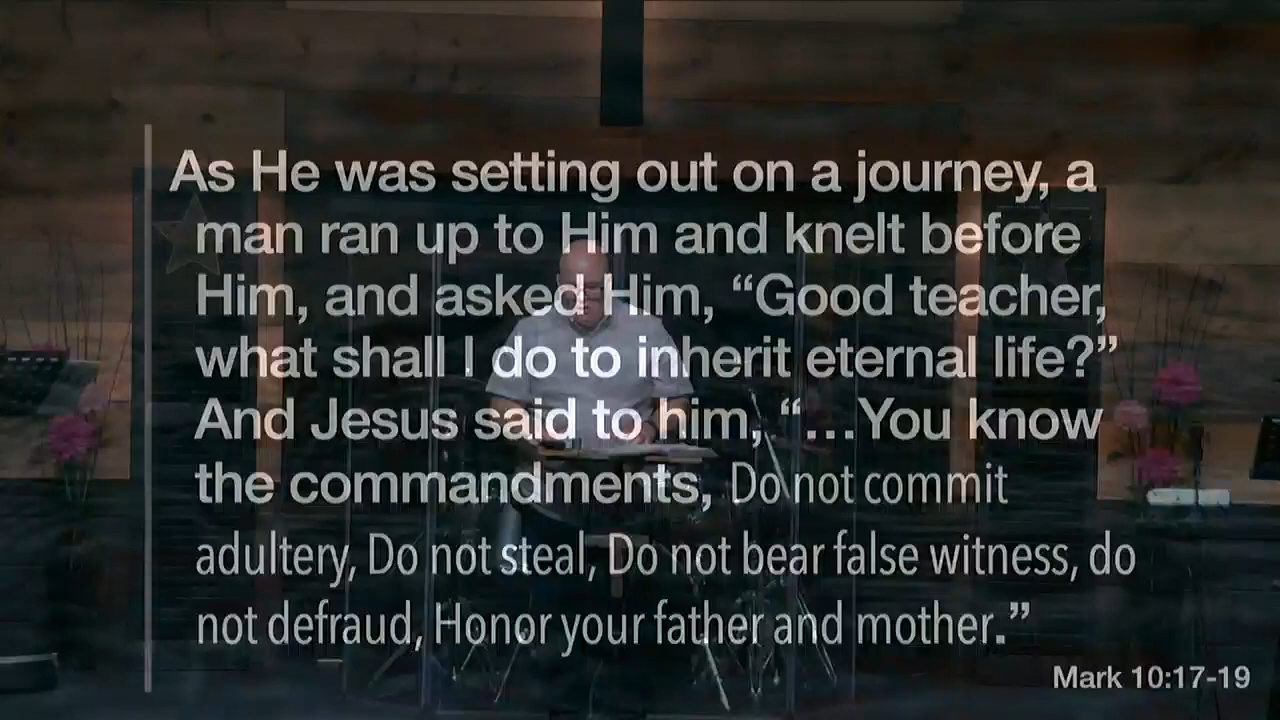 As He was setting out on a journey, a
man ran up to Him and knelt before
Him, and asked Him, “Good teacher,
what shall I do to inherit eternal life?”
And Jesus said to him, “…You know
the commandments, Do not commit
adultery, Do not steal, Do not bear false witness, do
not defraud, Honor your father and mother.”
Mark 10:17-19